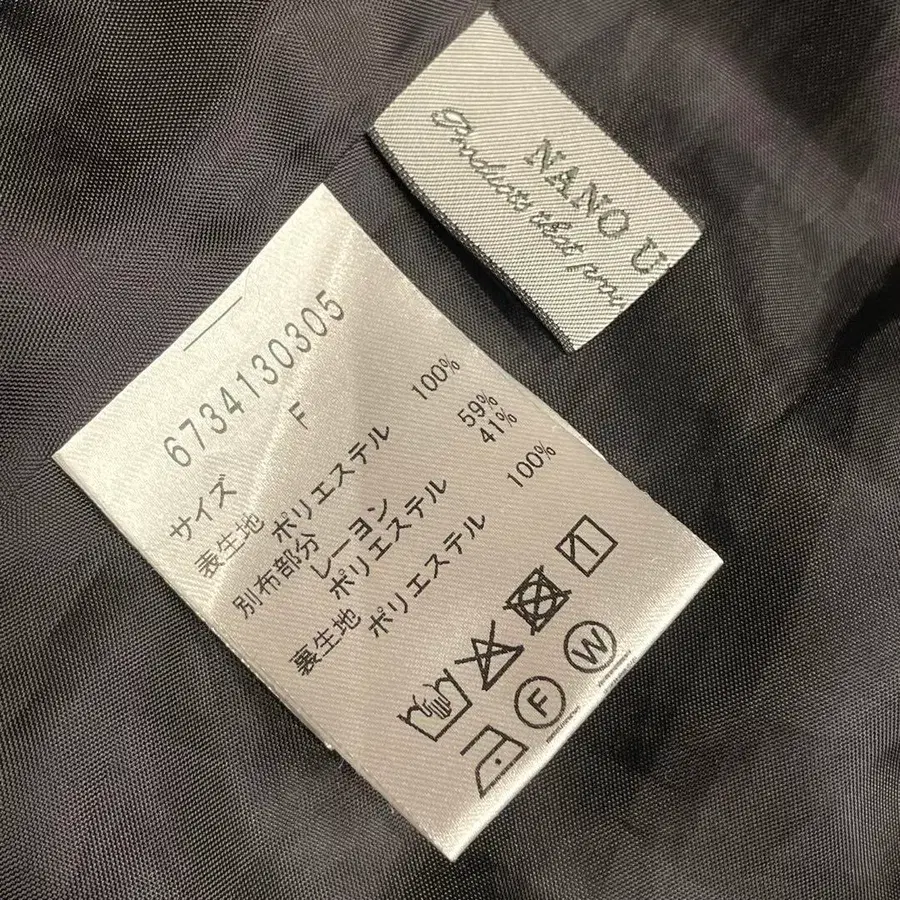 NANO U
Products that
6734130305
サイズ F
表生地 ポリエステル 100%
別布部分
レーヨン 59%
ポリエステル 41%
裏生地 ポリエステル 100%
F W